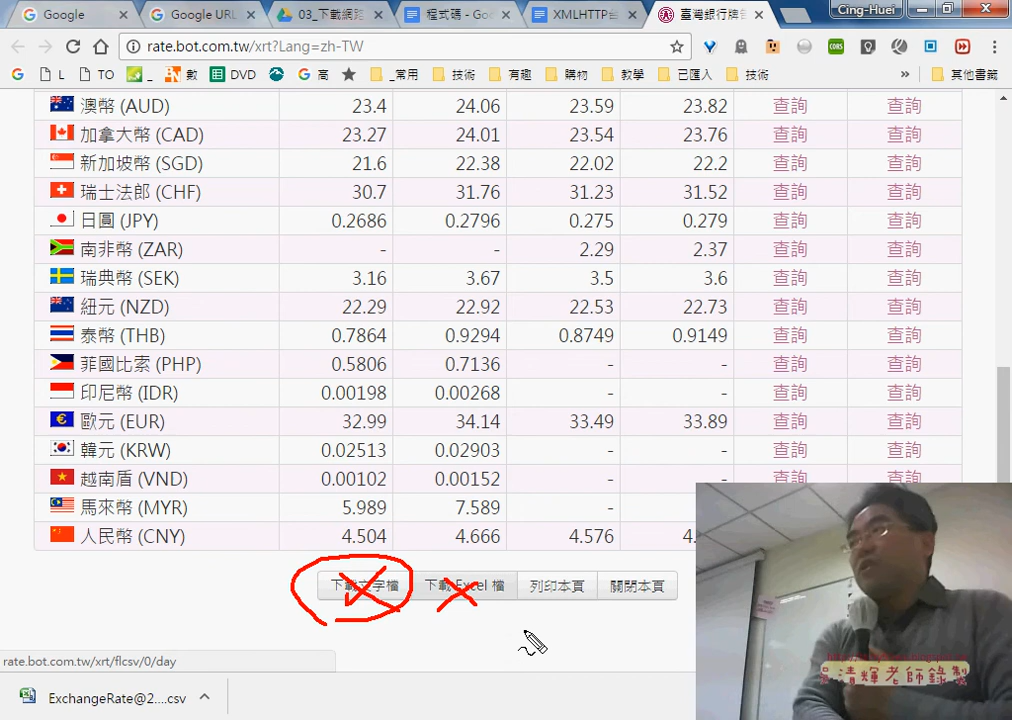 Google
Google URL
03_下載網路
程式碼 - Goo
XMLHTTP台
臺灣銀行牌告
Cing-Huei
rate.bot.com.tw/xrt?Lang=zh-TW
L
TO
_
數
DVD
高
_常用
技術
有趣
購物
教學
已匯入
技術
»
其他書籤
澳幣 (AUD) 23.4 24.06 23.59 23.82 查詢 查詢
加拿大幣 (CAD) 23.27 24.01 23.54 23.76 查詢 查詢
新加坡幣 (SGD) 21.6 22.38 22.02 22.2 查詢 查詢
瑞士法郎 (CHF) 30.7 31.76 31.23 31.52 查詢 查詢
日圓 (JPY) 0.2686 0.2796 0.275 0.279 查詢 查詢
南非幣 (ZAR) - - 2.29 2.37 查詢 查詢
瑞典幣 (SEK) 3.16 3.67 3.5 3.6 查詢 查詢
紐元 (NZD) 22.29 22.92 22.53 22.73 查詢 查詢
泰幣 (THB) 0.7864 0.9294 0.8749 0.9149 查詢 查詢
菲國比索 (PHP) 0.5806 0.7136 - - 查詢 查詢
印尼幣 (IDR) 0.00198 0.00268 - - 查詢 查詢
歐元 (EUR) 32.99 34.14 33.49 33.89 查詢 查詢
韓元 (KRW) 0.02513 0.02903 - - 查詢 查詢
越南盾 (VND) 0.00102 0.00152 - - 查詢 查詢
馬來幣 (MYR) 5.989 7.589 -
人民幣 (CNY) 4.504 4.666 4.576 4.
下載文字檔 下載 Excel 檔 列印本頁 關閉本頁
rate.bot.com.tw/xrt/flcsv/0/day
ExchangeRate@2....csv
吳清輝老師錄製